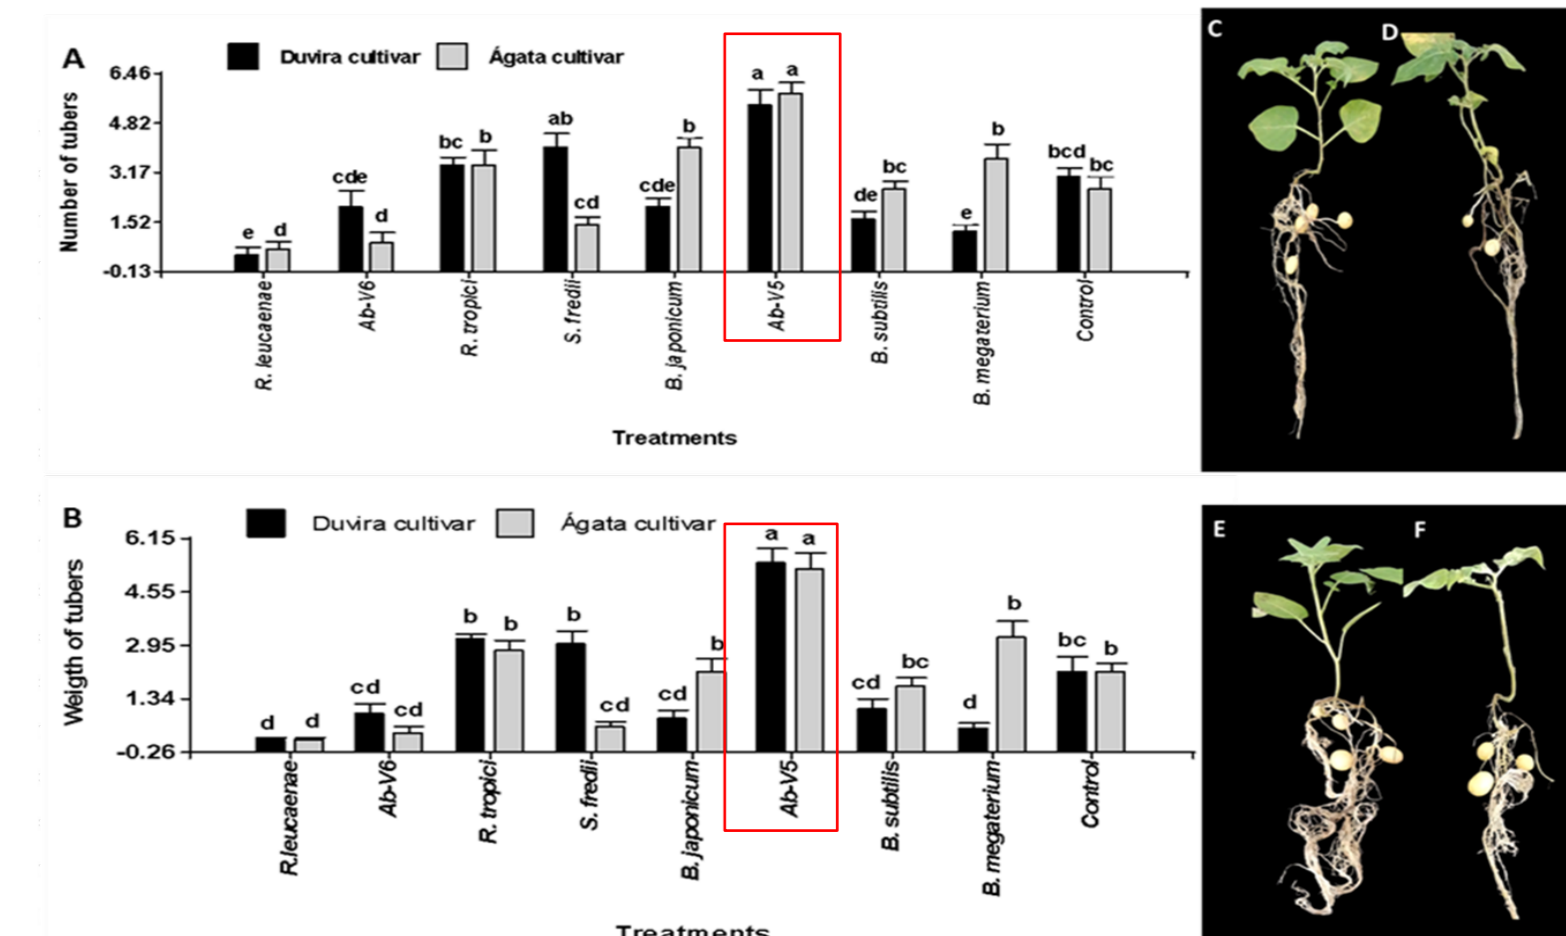 A
Duvira cultivar
Ágata cultivar
Number of tubers
6.46
4.82
3.17
1.52
-0.13
e
d
cde
d
bc
b
ab
cd
cde
b
a
a
de
bc
e
b
bcd
bc
R. leucaenae
Ab-V6
R. tropici
S. fredii
B. japonicum
Ab-V5
B. subtilis
B. megaterium
Control
Treatments
C
D
B
Duvira cultivar
Ágata cultivar
Weigth of tubers
6.15
4.55
2.95
1.34
-0.26
d
d
cd
cd
b
b
b
cd
cd
b
a
a
cd
bc
d
b
bc
b
R.leucaenae
Ab-V6
R. tropici
S. fredii
B. japonicum
Ab-V5
B. subtilis
B. megaterium
Control
Treatments
E
F